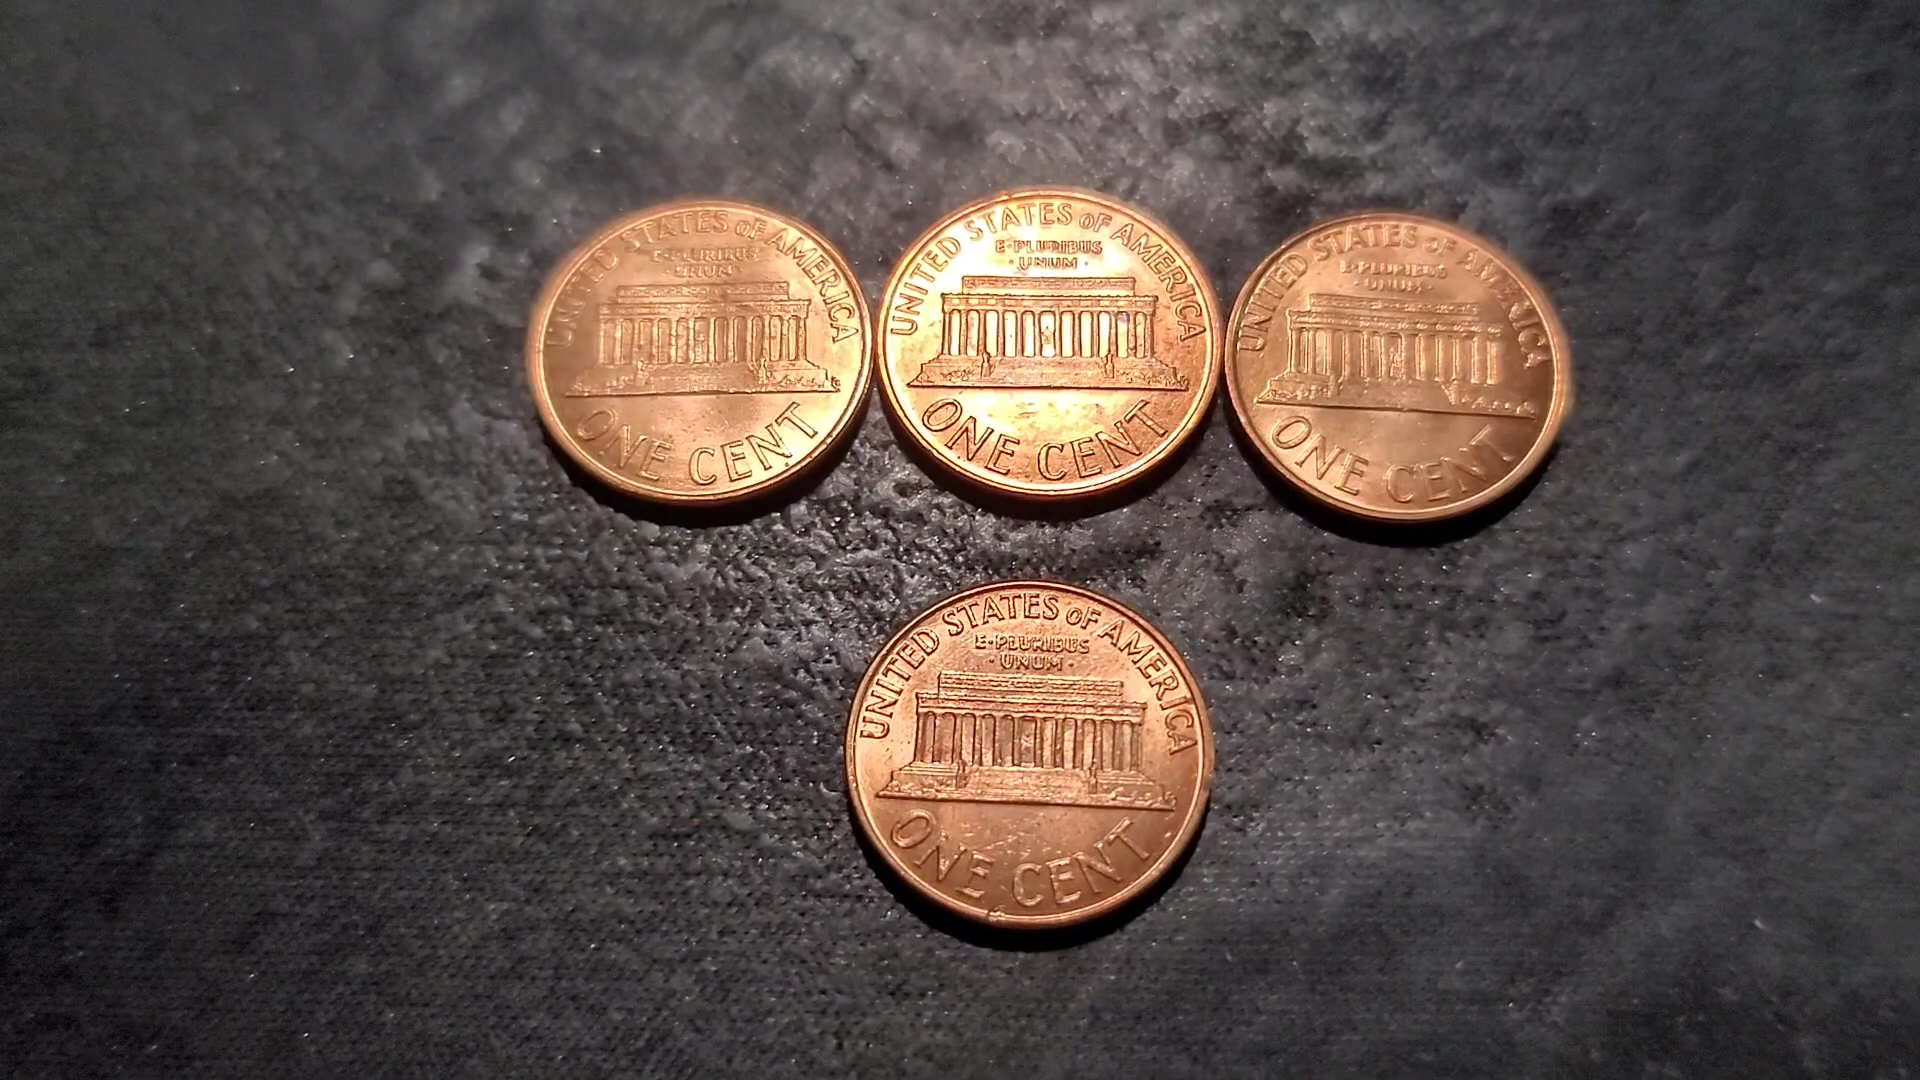 UNITED STATES OF AMERICA
E·PLURIBUS
·UNUM·
ONE CENT
UNITED STATES OF AMERICA
E·PLURIBUS
·UNUM·
ONE CENT
UNITED STATES OF AMERICA
E·PLURIBUS
·UNUM·
ONE CENT
UNITED STATES OF AMERICA
E·PLURIBUS
·UNUM·
ONE CENT